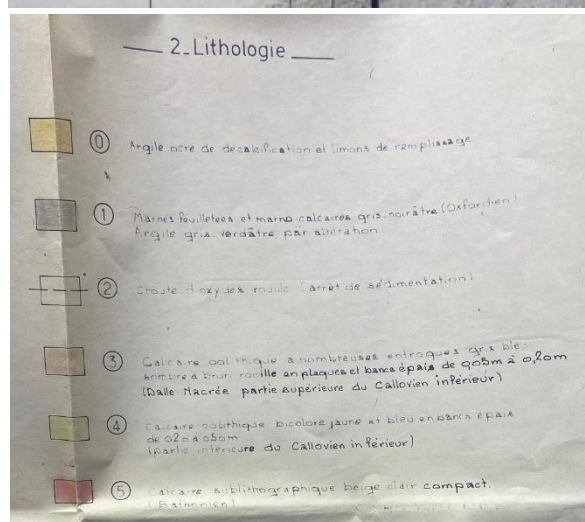 2_Lithologie
0 Argile ocre de décalcification et limons de remplissage
1 Marnes feuilletées et marno-calcaires gris-noirâtre (Oxfordien)
Argile gris-verdâtre par altération
2 Croute d'oxydes rouille (arrêt de sédimentation)
3 Calcaire oolithique à nombreuses entroques gris bleu
sombre à brun rouille en plaques et bancs épais de 0,05m à 0,20m
(Dalle Nacrée partie supérieure du Callovien inférieur)
4 Calcaire oolithique bicolore jaune et bleu en bancs épais
de 0,20 à 0,50m
(partie inférieure du Callovien inférieur)
5 Calcaire sublithographique beige clair compact.
(Bathonien)